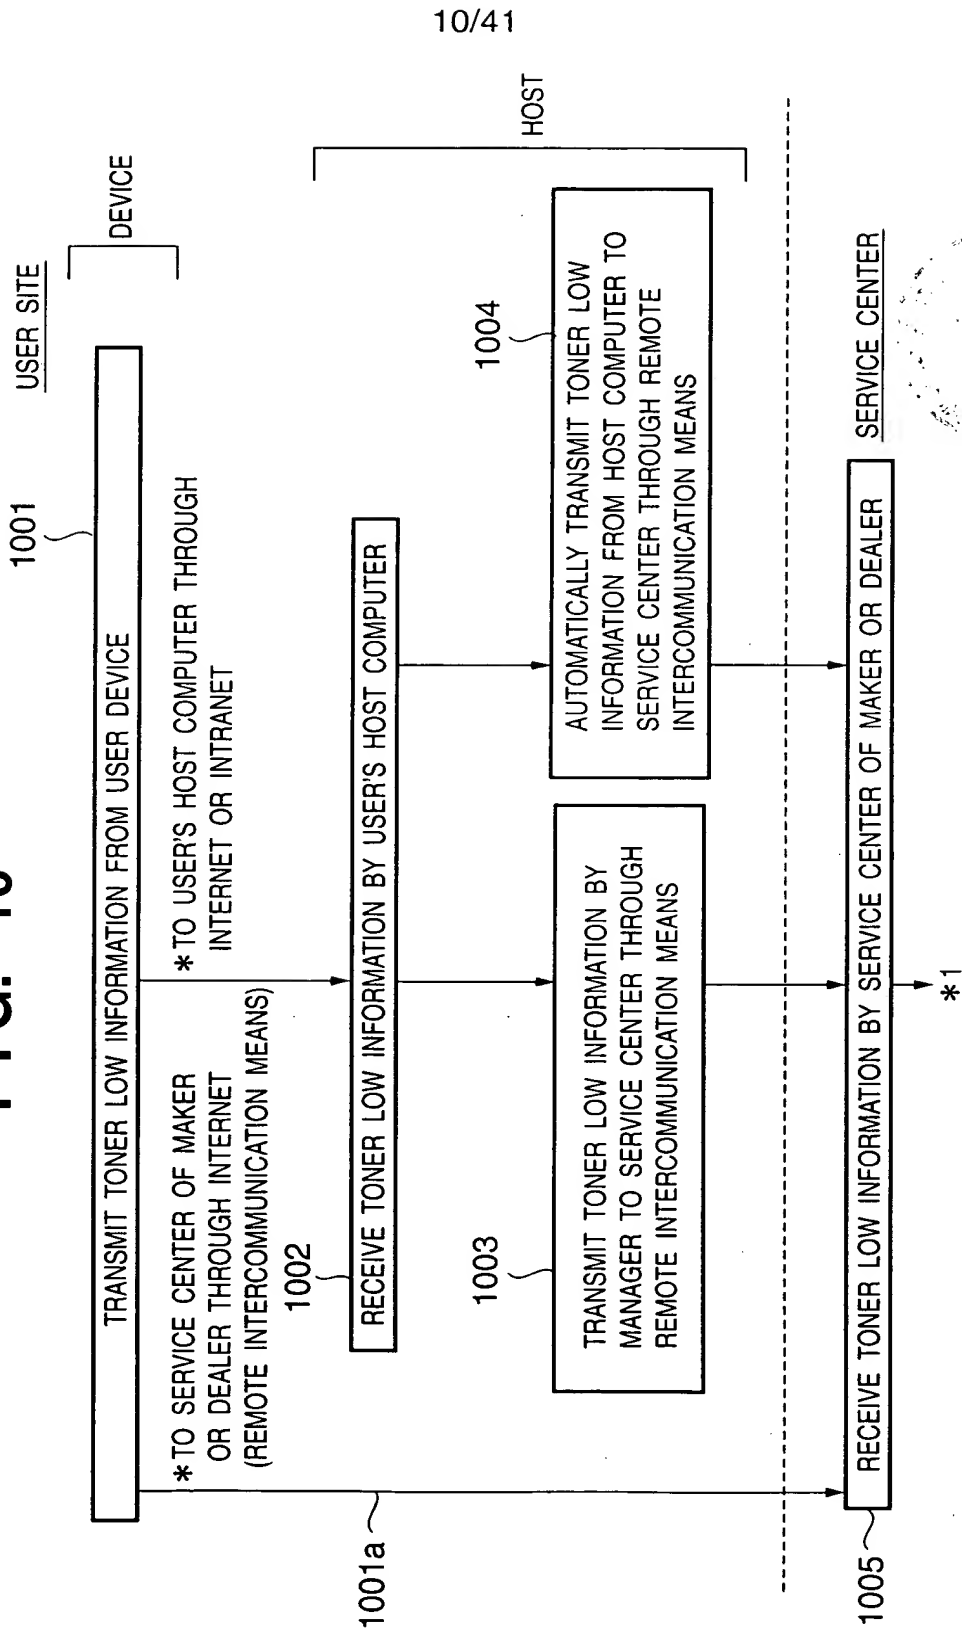 10/41
FIG. 10
USER SITE
DEVICE
1001
TRANSMIT TONER LOW INFORMATION FROM USER DEVICE
*TO SERVICE CENTER OF MAKER
OR DEALER THROUGH INTERNET
(REMOTE INTERCOMMUNICATION MEANS)
*TO USER'S HOST COMPUTER THROUGH
INTERNET OR INTRANET
1001a
1002
RECEIVE TONER LOW INFORMATION BY USER'S HOST COMPUTER
HOST
1003
TRANSMIT TONER LOW INFORMATION BY
MANAGER TO SERVICE CENTER THROUGH
REMOTE INTERCOMMUNICATION MEANS
1004
AUTOMATICALLY TRANSMIT TONER LOW
INFORMATION FROM HOST COMPUTER TO
SERVICE CENTER THROUGH REMOTE
INTERCOMMUNICATION MEANS
SERVICE CENTER
1005
RECEIVE TONER LOW INFORMATION BY SERVICE CENTER OF MAKER OR DEALER
*1